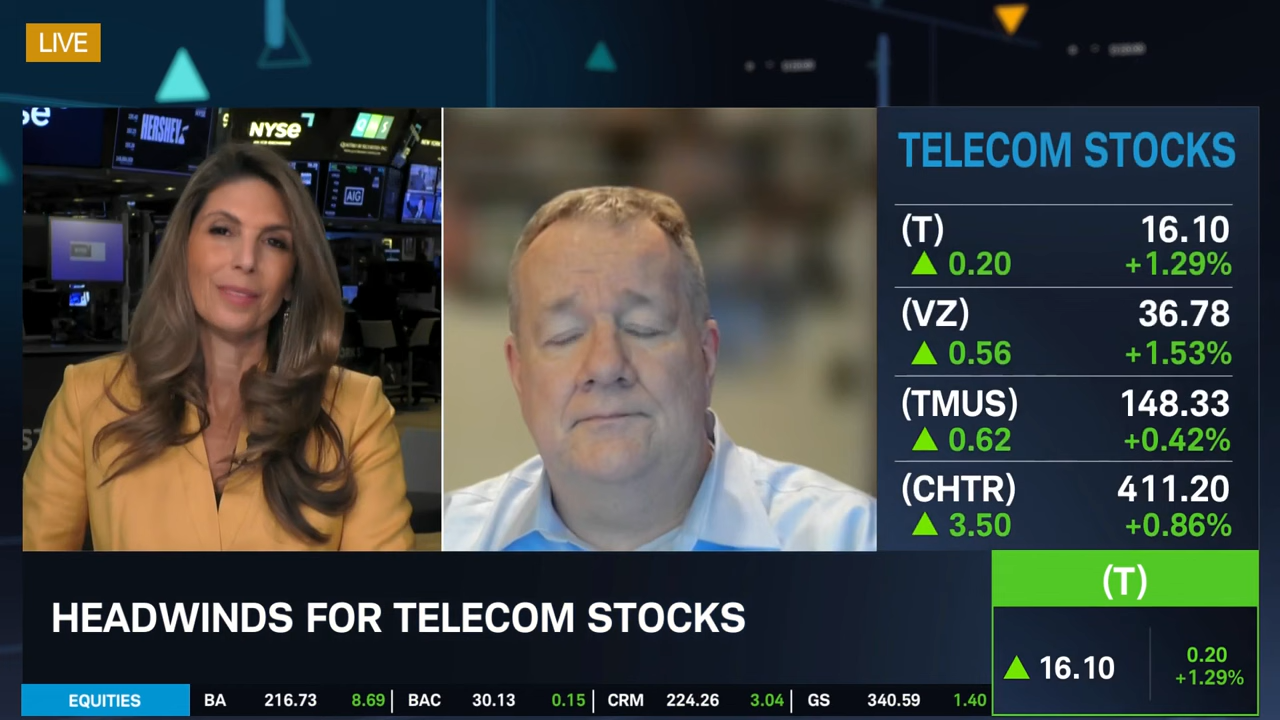 LIVE
se
HERSHEY
NYSE
AIG
TELECOM STOCKS
(T) 16.10
▲ 0.20 +1.29%
(VZ) 36.78
▲ 0.56 +1.53%
(TMUS) 148.33
▲ 0.62 +0.42%
(CHTR) 411.20
▲ 3.50 +0.86%
HEADWINDS FOR TELECOM STOCKS
(T)
▲ 16.10 0.20
+1.29%
EQUITIES BA 216.73 8.69 BAC 30.13 0.15 CRM 224.26 3.04 GS 340.59 1.40